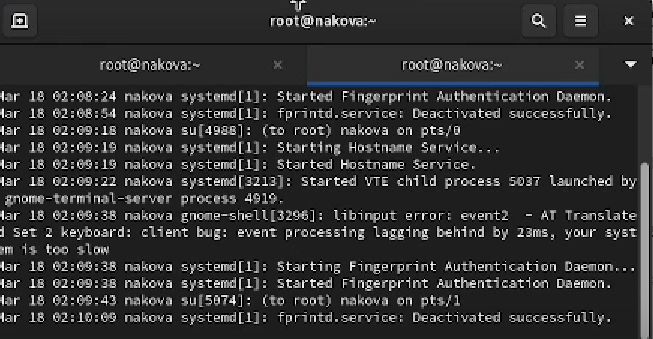 root@nakova:~
root@nakova:~ × root@nakova:~ ×
Mar 18 02:08:24 nakova systemd[1]: Started Fingerprint Authentication Daemon.
Mar 18 02:08:54 nakova systemd[1]: fprintd.service: Deactivated successfully.
Mar 18 02:09:18 nakova su[4988]: (to root) nakova on pts/0
Mar 18 02:09:19 nakova systemd[1]: Starting Hostname Service...
Mar 18 02:09:19 nakova systemd[1]: Started Hostname Service.
Mar 18 02:09:22 nakova systemd[3213]: Started VTE child process 5037 launched by
gnome-terminal-server process 4919.
Mar 18 02:09:38 nakova gnome-shell[3296]: libinput error: event2  - AT Translate
d Set 2 keyboard: client bug: event processing lagging behind by 23ms, your syst
em is too slow
Mar 18 02:09:38 nakova systemd[1]: Starting Fingerprint Authentication Daemon...
Mar 18 02:09:38 nakova systemd[1]: Started Fingerprint Authentication Daemon.
Mar 18 02:09:43 nakova su[5074]: (to root) nakova on pts/1
Mar 18 02:10:09 nakova systemd[1]: fprintd.service: Deactivated successfully.